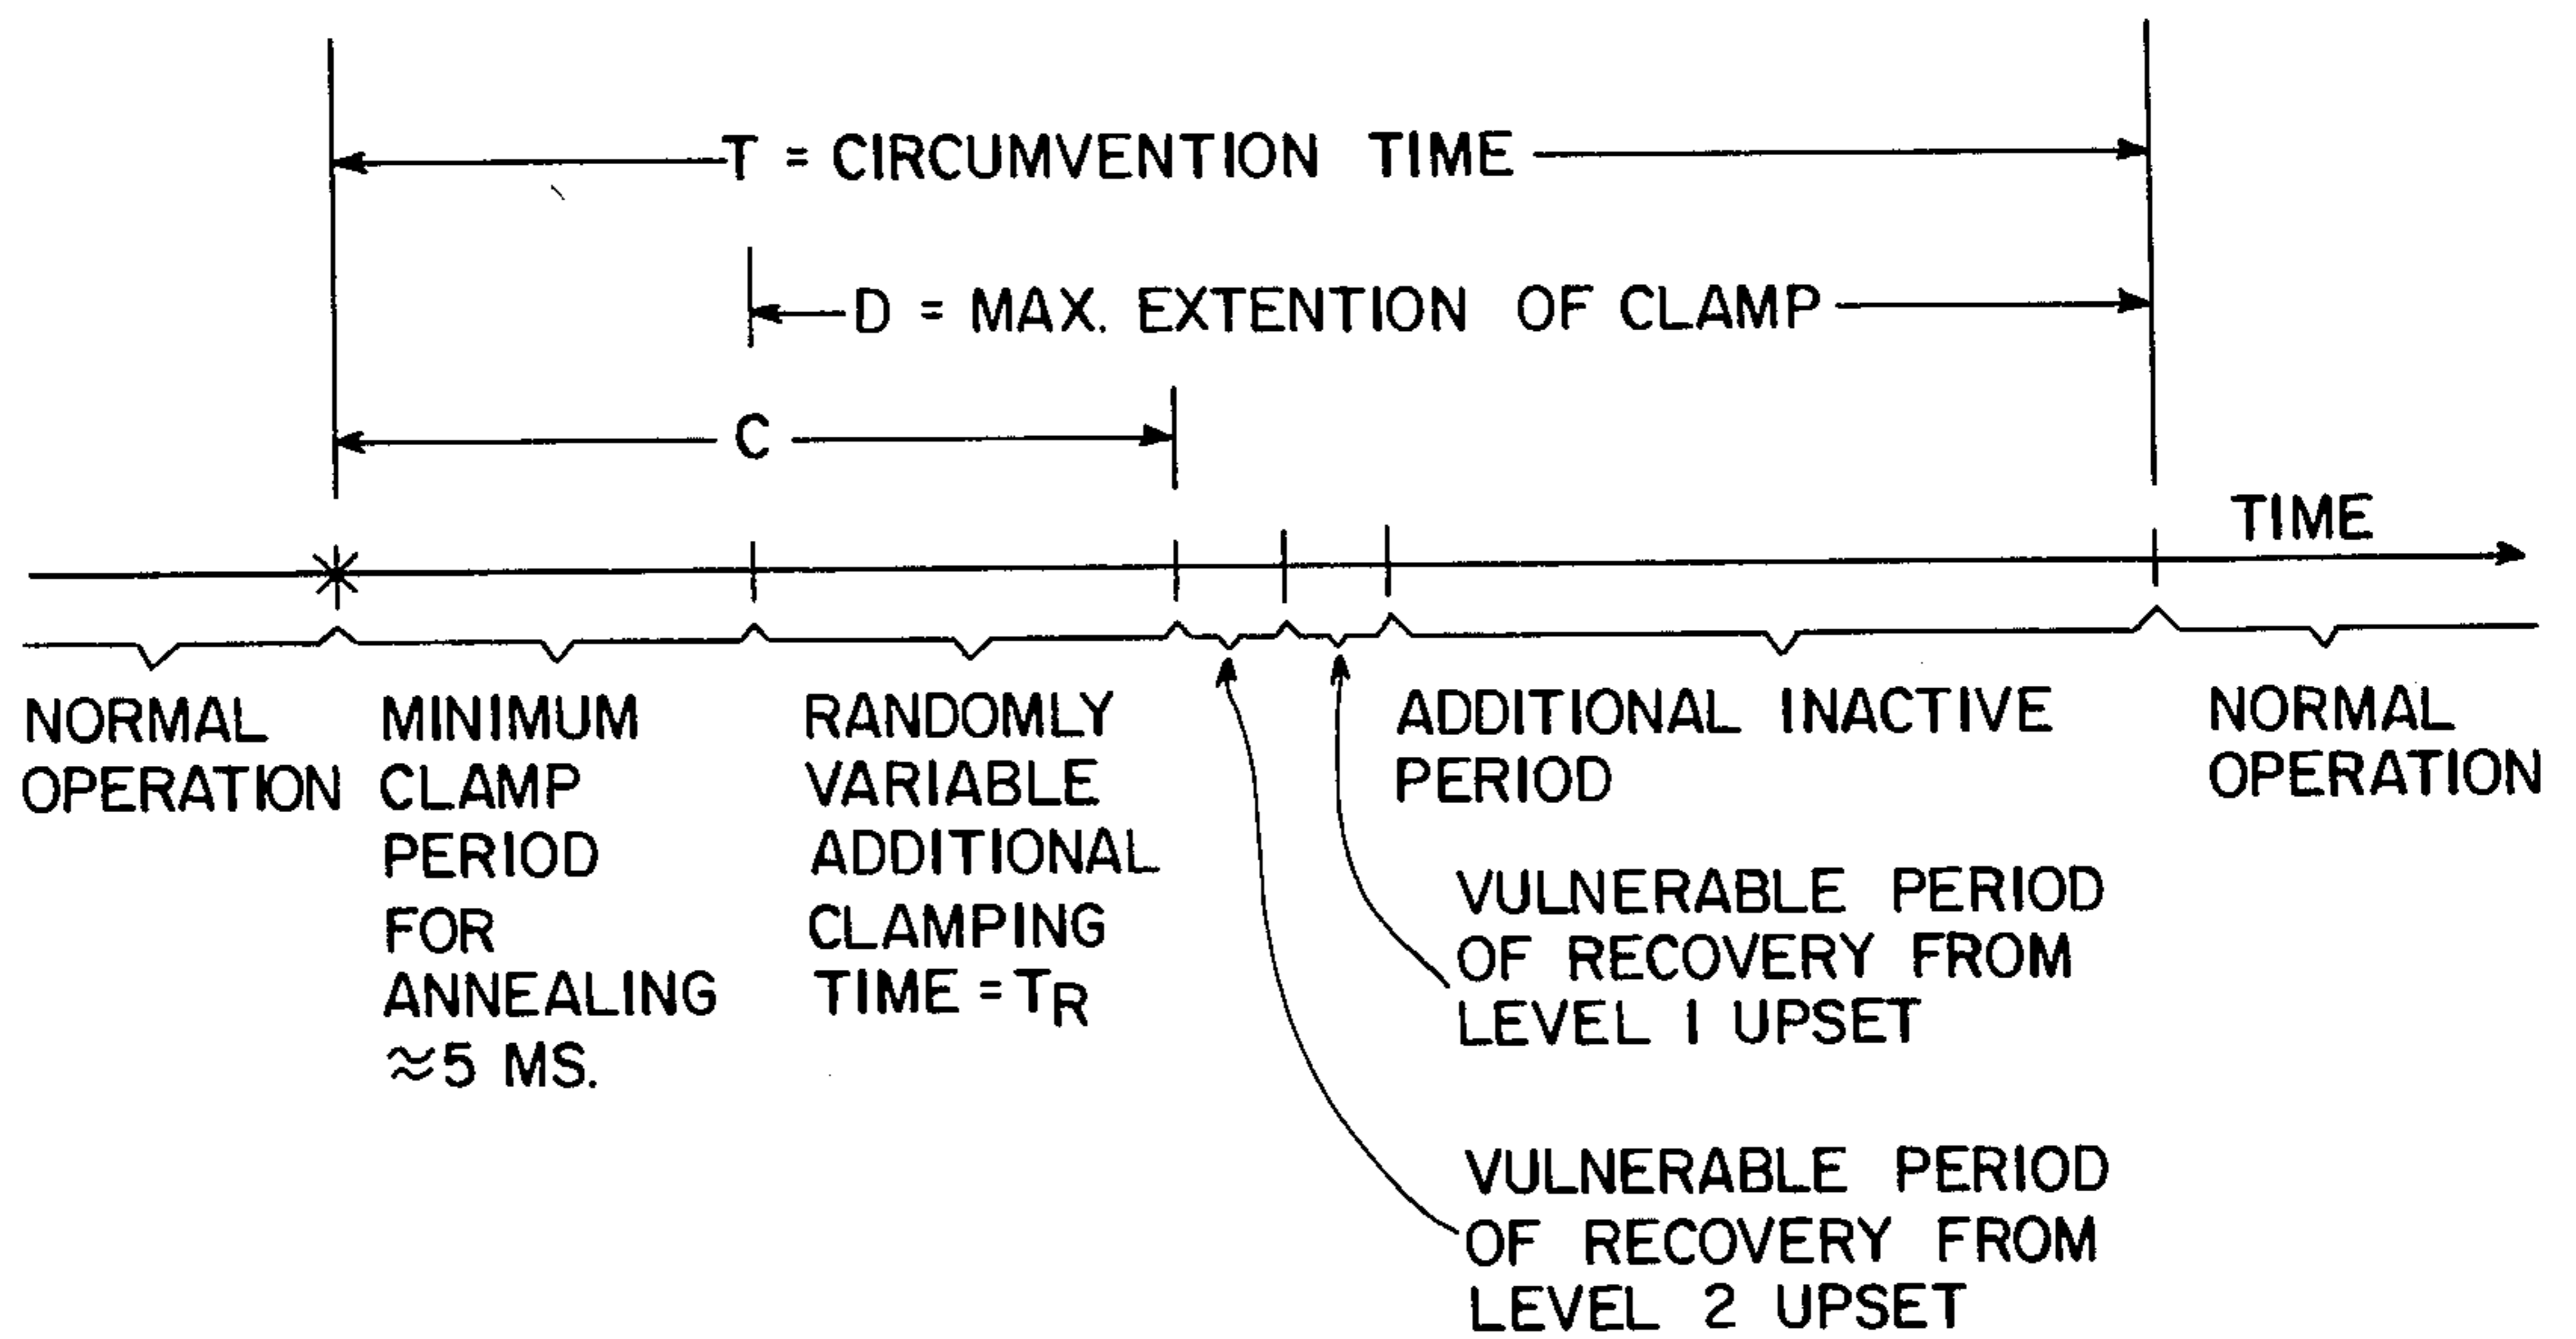 T = CIRCUMVENTION TIME
D = MAX. EXTENTION OF CLAMP
C
TIME
NORMAL
OPERATION
MINIMUM
CLAMP
PERIOD
FOR
ANNEALING
≈5 MS.
RANDOMLY
VARIABLE
ADDITIONAL
CLAMPING
TIME = TR
ADDITIONAL INACTIVE
PERIOD
NORMAL
OPERATION
VULNERABLE PERIOD
OF RECOVERY FROM
LEVEL 1 UPSET
VULNERABLE PERIOD
OF RECOVERY FROM
LEVEL 2 UPSET